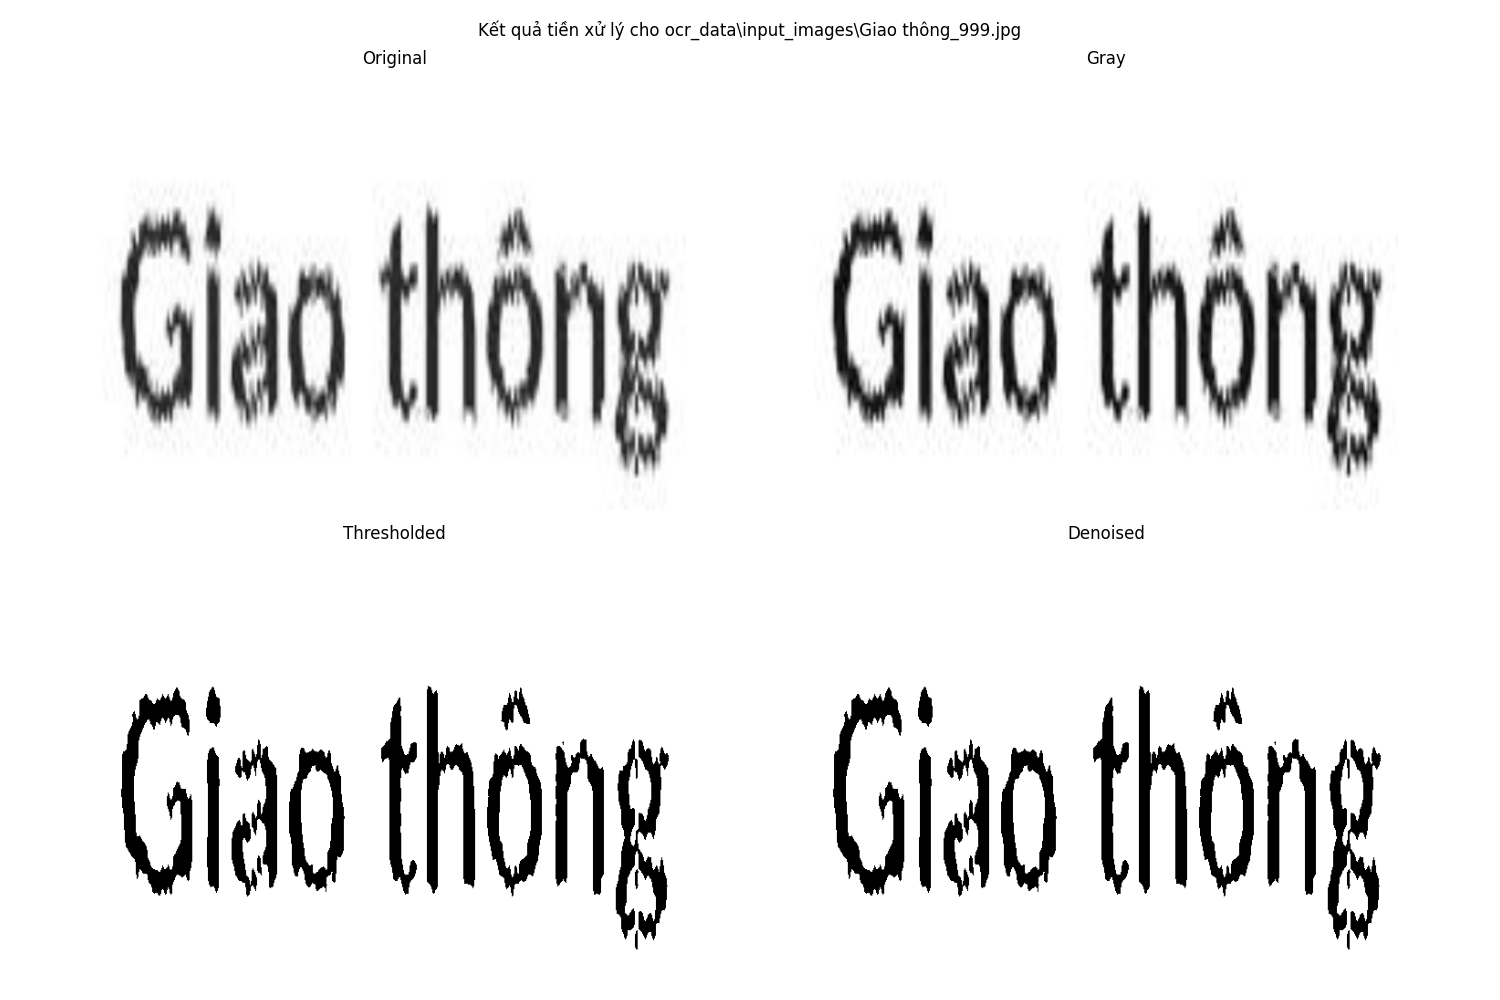 Kết quả tiền xử lý cho ocr_data\input_images\Giao thông_999.jpg
Original
Gray
Giao thông
Giao thông
Thresholded
Denoised
Giao thông
Giao thông